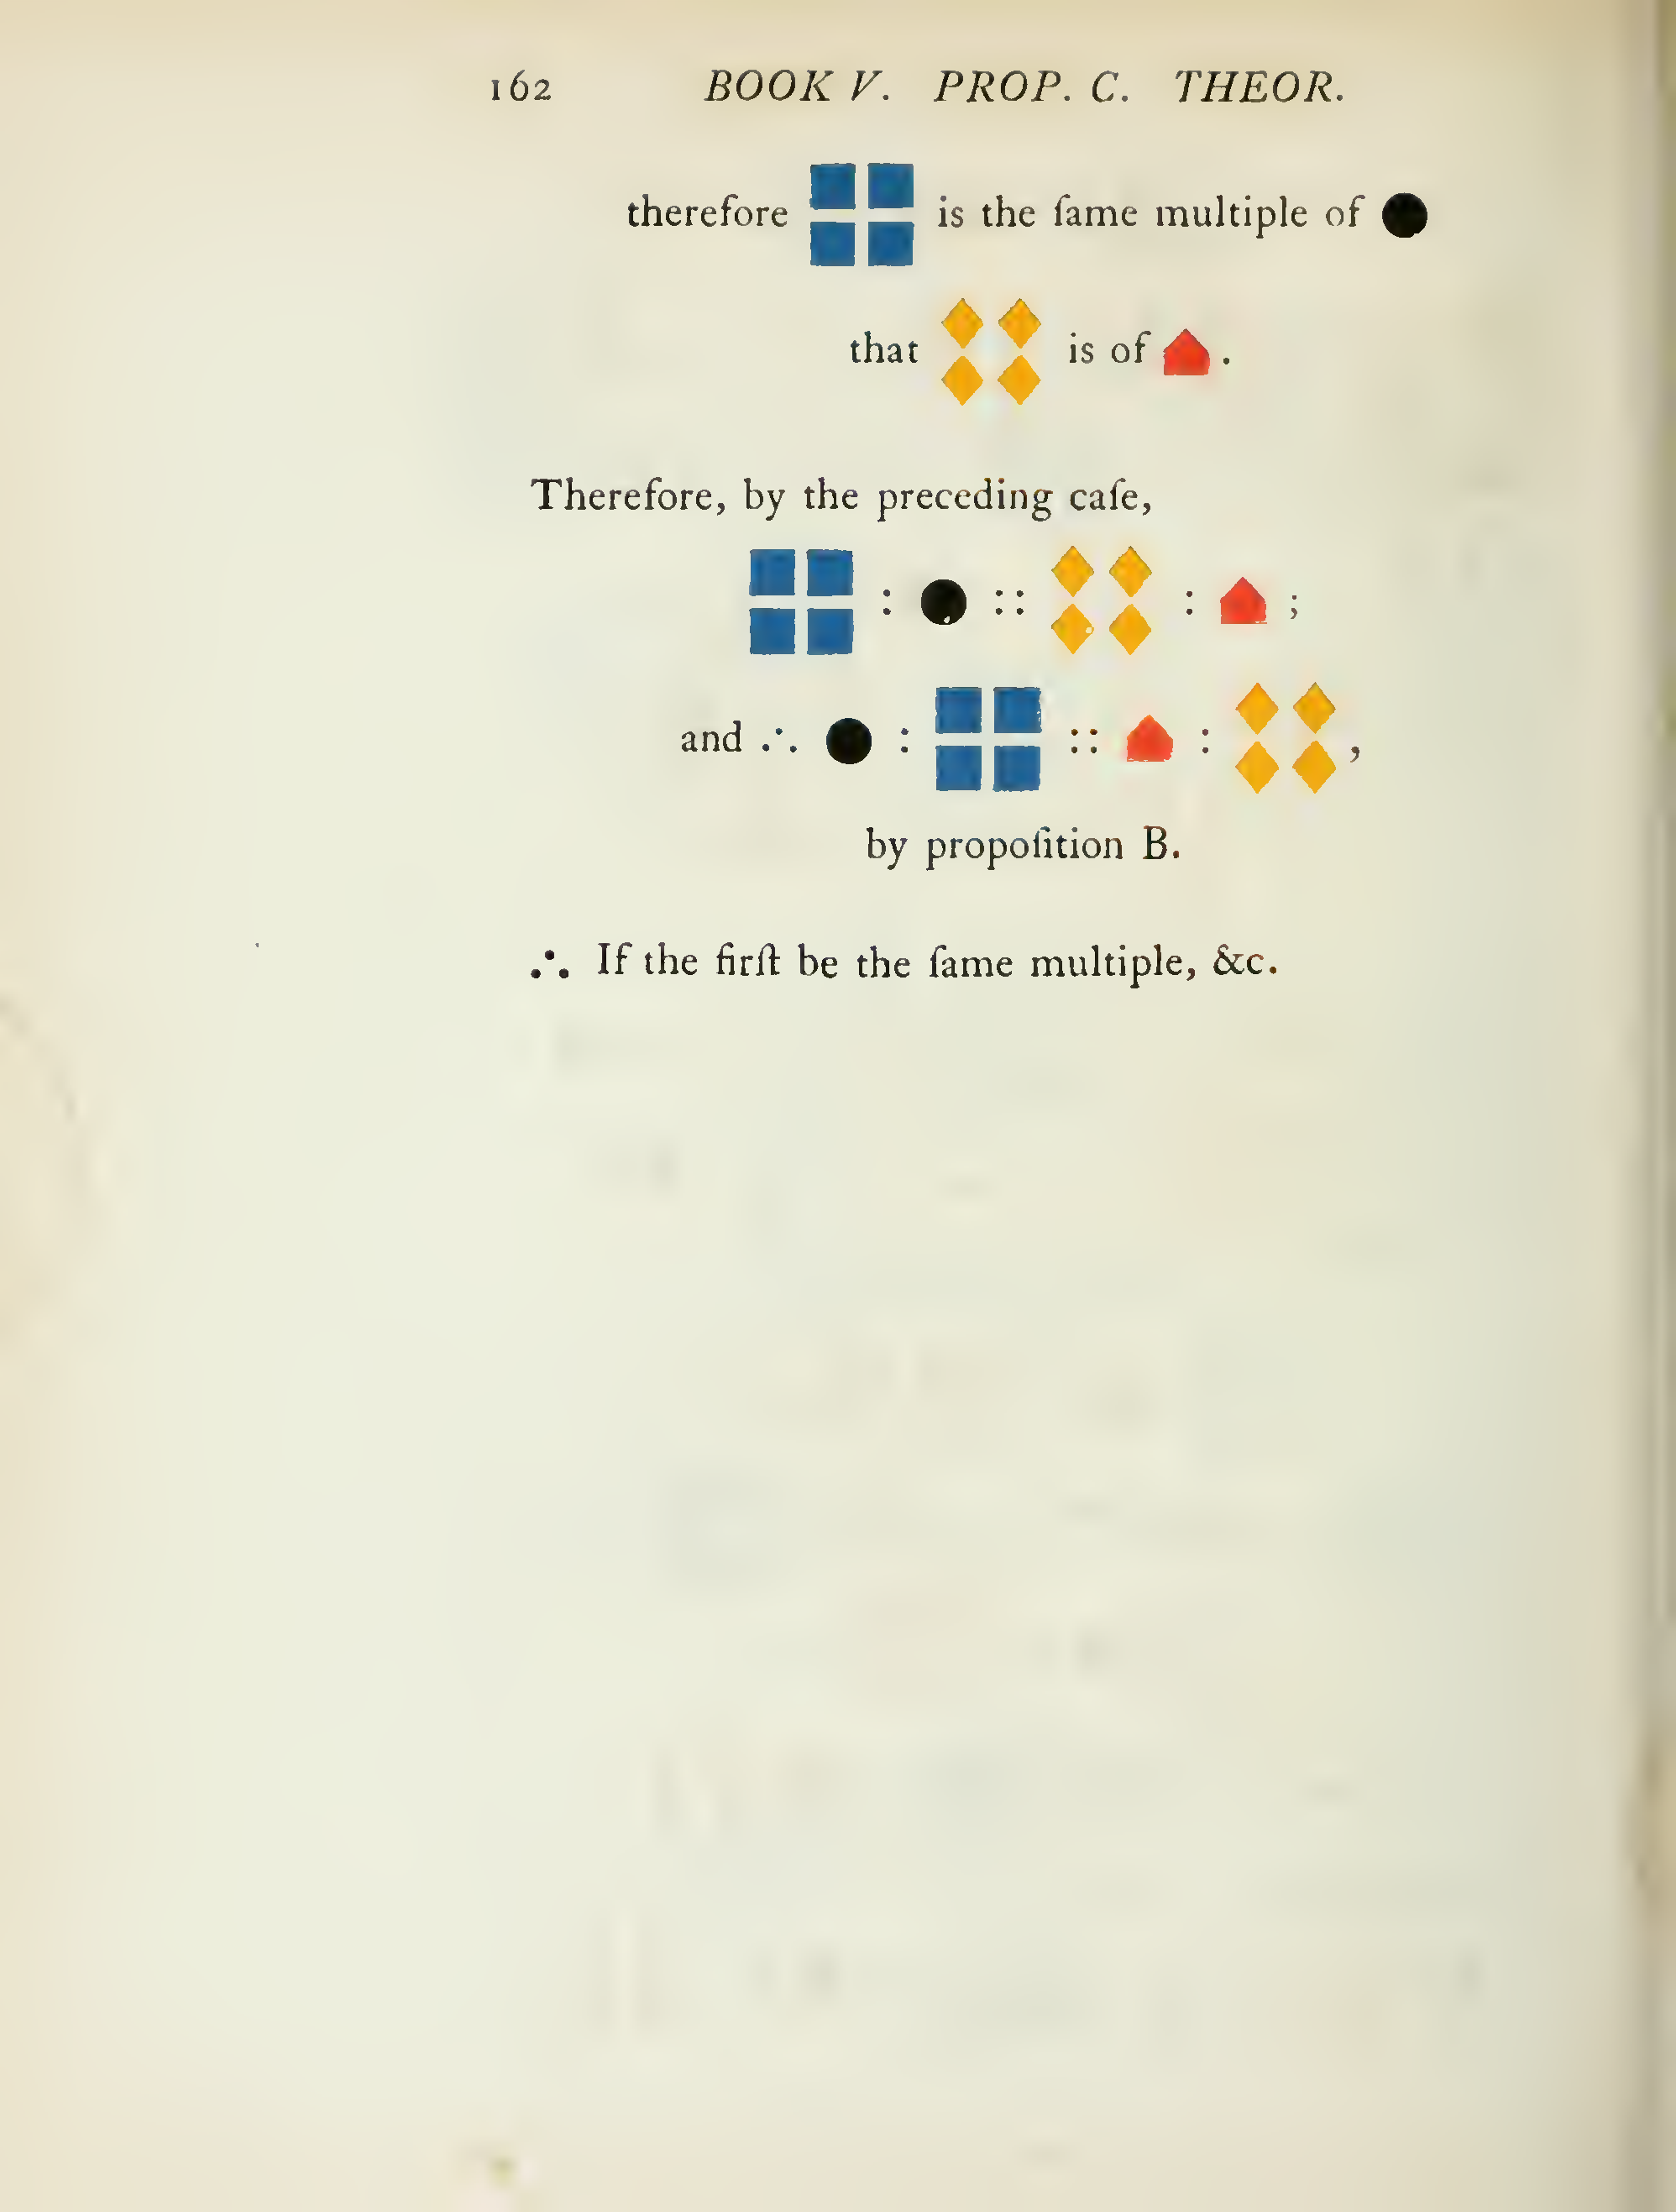 162 BOOK V. PROP. C. THEOR.
therefore is the ſame multiple of
that is of .
Therefore, by the preceding caſe,
: :: : ;
and ∴ : :: : ,
by propoſition B.
∴ If the firſt be the ſame multiple, &c.